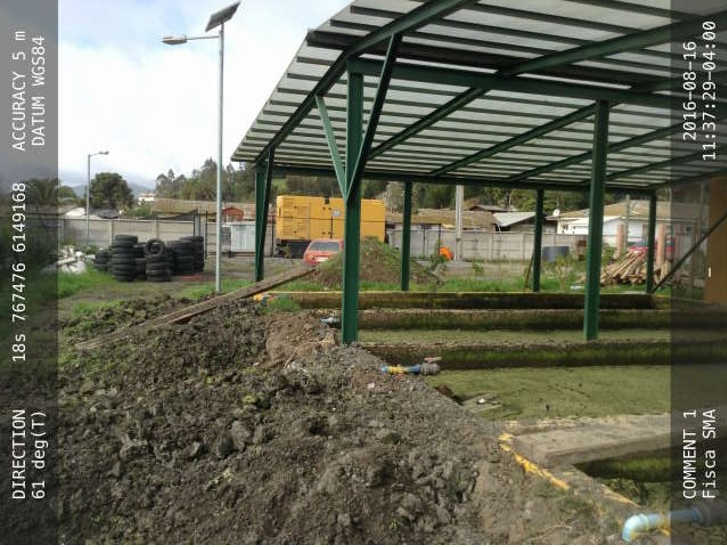 DIRECTION
61 deg(T)
18s 767476 6149168
ACCURACY 5 m
DATUM WGS84
COMMENT 1
Fisca SMA
2016-08-16
11:37:29-04:00